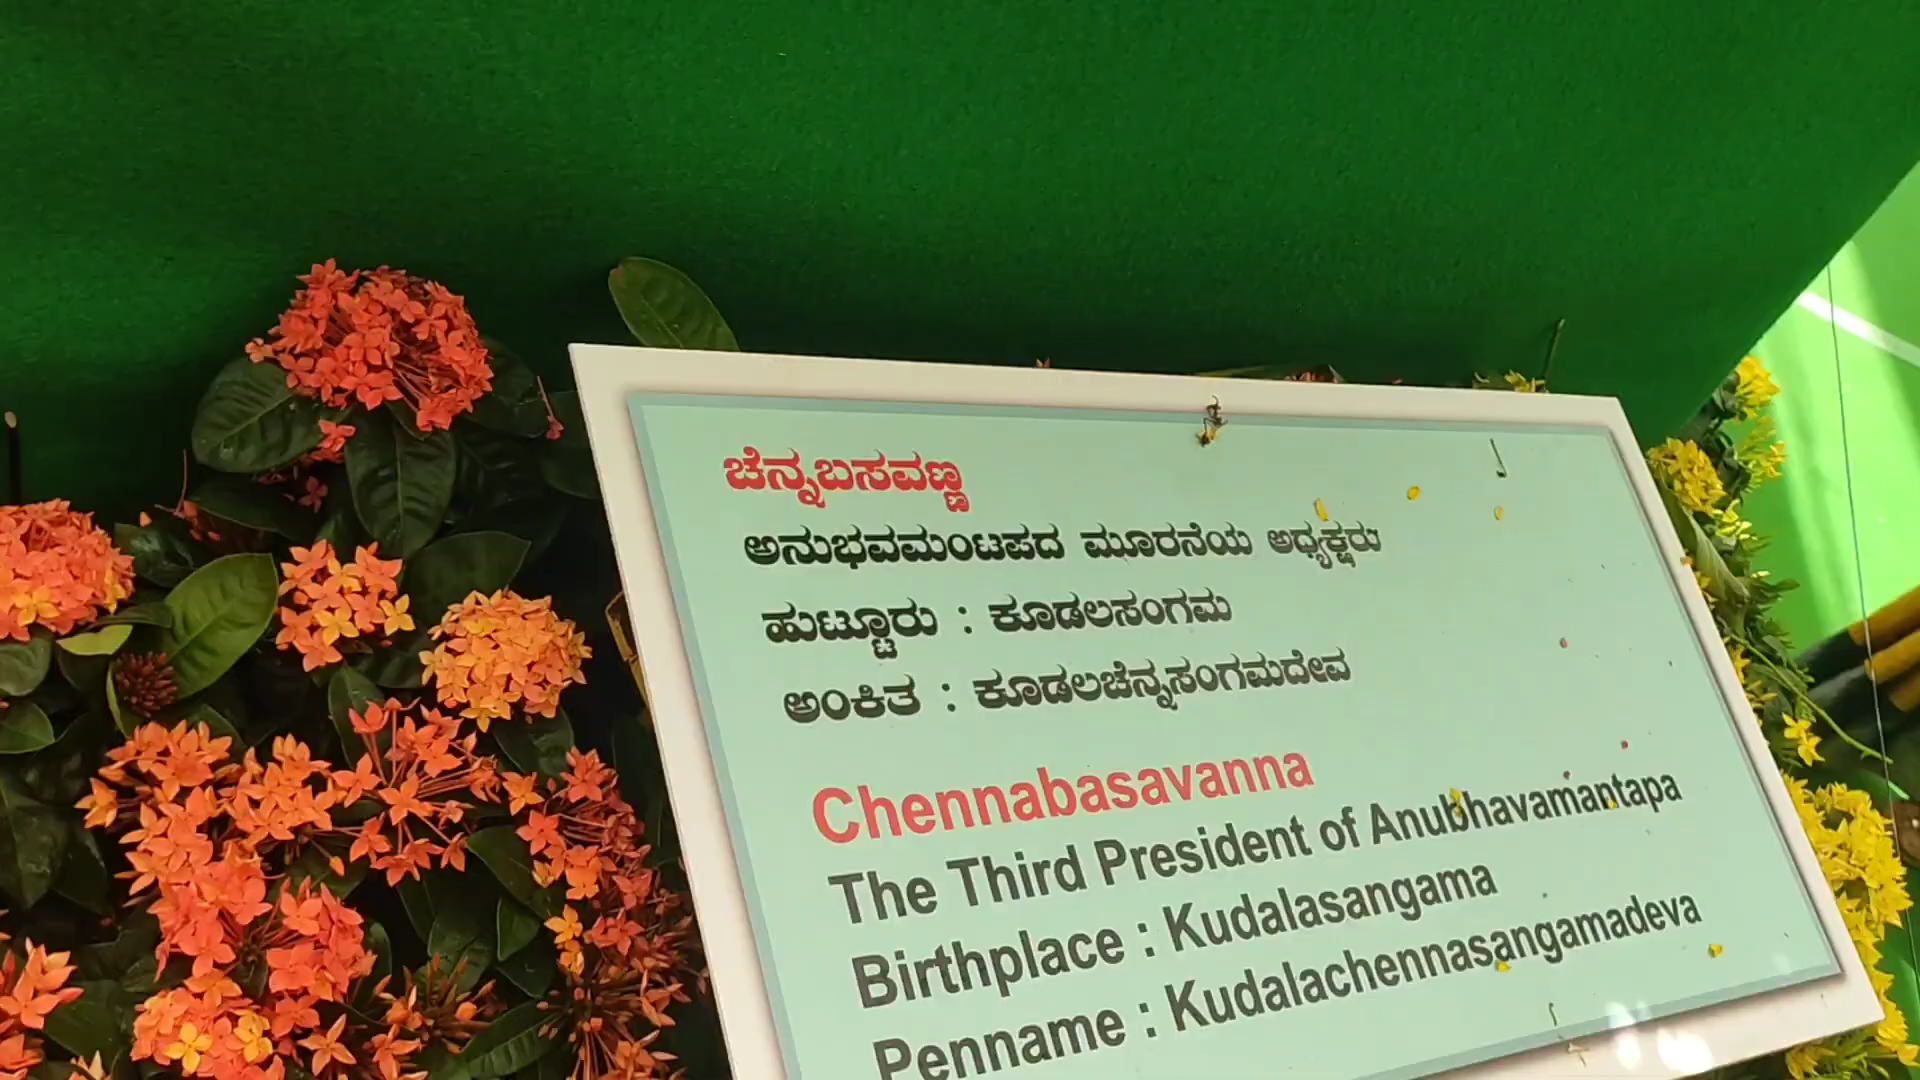 ಚೆನ್ನಬಸವಣ್ಣ
ಅನುಭವಮಂಟಪದ ಮೂರನೆಯ ಅಧ್ಯಕ್ಷರು
ಹುಟ್ಟೂರು : ಕೂಡಲಸಂಗಮ
ಅಂಕಿತ : ಕೂಡಲಚೆನ್ನಸಂಗಮದೇವ
Chennabasavanna
The Third President of Anubhavamantapa
Birthplace : Kudalasangama
Penname : Kudalachennasangamadeva